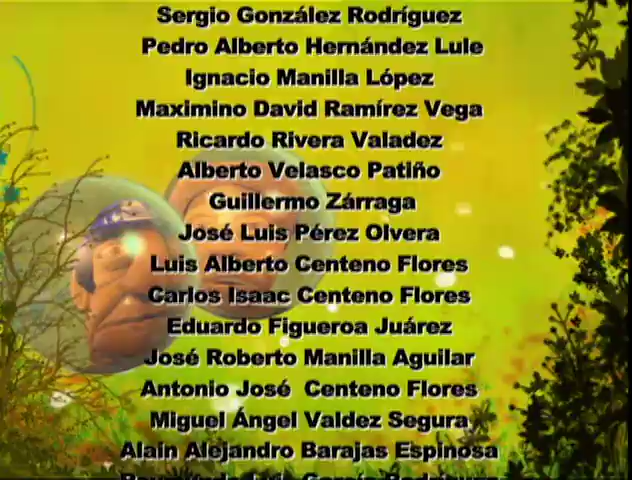 Sergio González Rodríguez
Pedro Alberto Hernández Lule
Ignacio Manilla López
Maximino David Ramírez Vega
Ricardo Rivera Valadez
Alberto Velasco Patiño
Guillermo Zárraga
José Luis Pérez Olvera
Luis Alberto Centeno Flores
Carlos Isaac Centeno Flores
Eduardo Figueroa Juárez
José Roberto Manilla Aguilar
Antonio José Centeno Flores
Miguel Ángel Valdez Segura
Alain Alejandro Barajas Espinosa